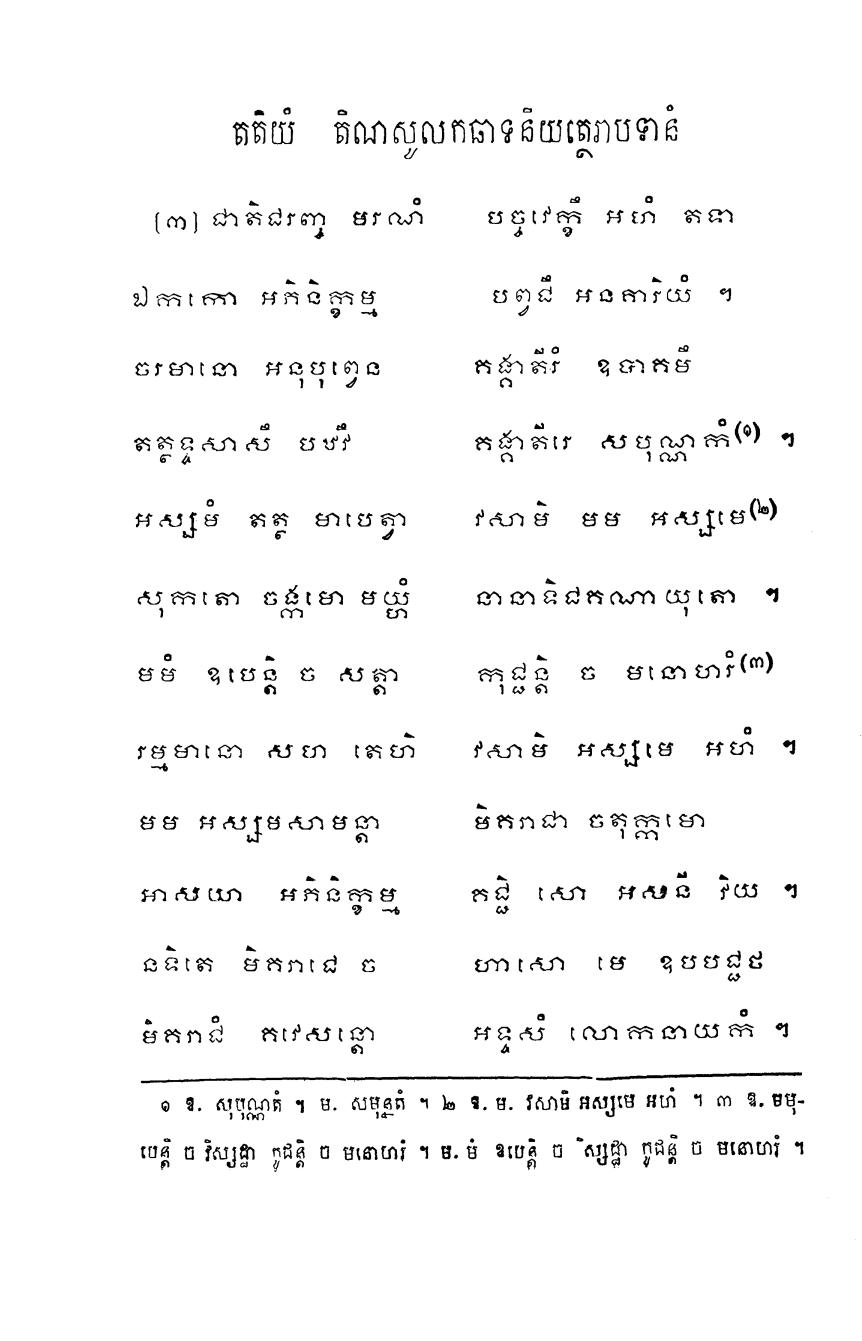 តតិយំ តិណសូលកធាទនីយត្ថេរាបទានំ
(៣) ជាតិជរញ្ច មរណំ បច្ចវេក្ខឹ អហំ តទា
ឯកកោ អភិនិក្ខម្ម បព្វជឹ អនគារិយំ ។
ចរមានោ អនុបុព្វេន គង្គាតីរំ ឧបាគមឹ
តត្ថទ្ទសាសឹ បឋវឹ គង្គាតីរេ សបុណ្ណកំ(១) ។
អស្សមំ តត្ថ មាបេត្វា វសាមិ មម អស្សមេ(២)
សុកតោ ចង្កមោ មយ្ហំ នានាទិជគណាយុតោ ។
មមំ ឧបេន្តិ ច សត្តា កុជ្ជន្តិ ច មនោហរំ(៣)
រម្មមានោ សហ តេហិ វសាមិ អស្សមេ អហំ ។
មម អស្សមសាមន្តា មិគរាជា ចតុក្កមោ
អាសយា អភិនិក្ខម្ម គជ្ជិ សោ អសនី វិយ ។
នទិតេ មិគរាជេ ច ហាសោ មេ ឧបបជ្ជថ
មិគរាជំ គវេសន្តោ អទ្ទសំ លោកនាយកំ ។
១ ឱ. សុបុណ្ណតំ ។ ម. សមុន្នតំ ។ ២ ឱ. ម. វសាមិ អស្សមេ អហំ ។ ៣ ឱ. មមុ-
បេន្តិ ច វិស្សដ្ឋា កូជន្តិ ច មនោហរំ ។ ម. មំ ឧបេន្តិ ច ិស្សដ្ឋា កូជន្តិ ច មនោហរំ ។